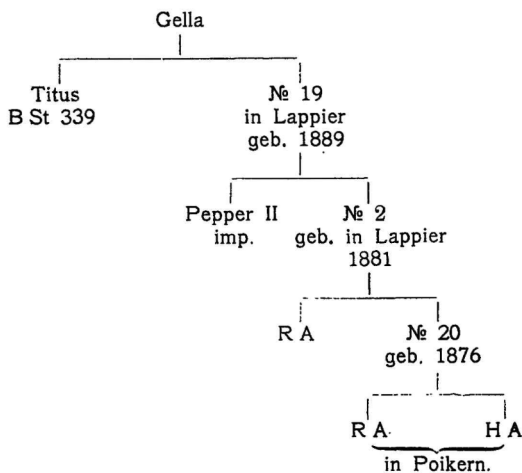 Gella
Titus № 19
B St 339 in Lappier
geb. 1889
Pepper II № 2
imp. geb. in Lappier
1881
R A № 20
geb. 1876
R A. H A
in Poikern.